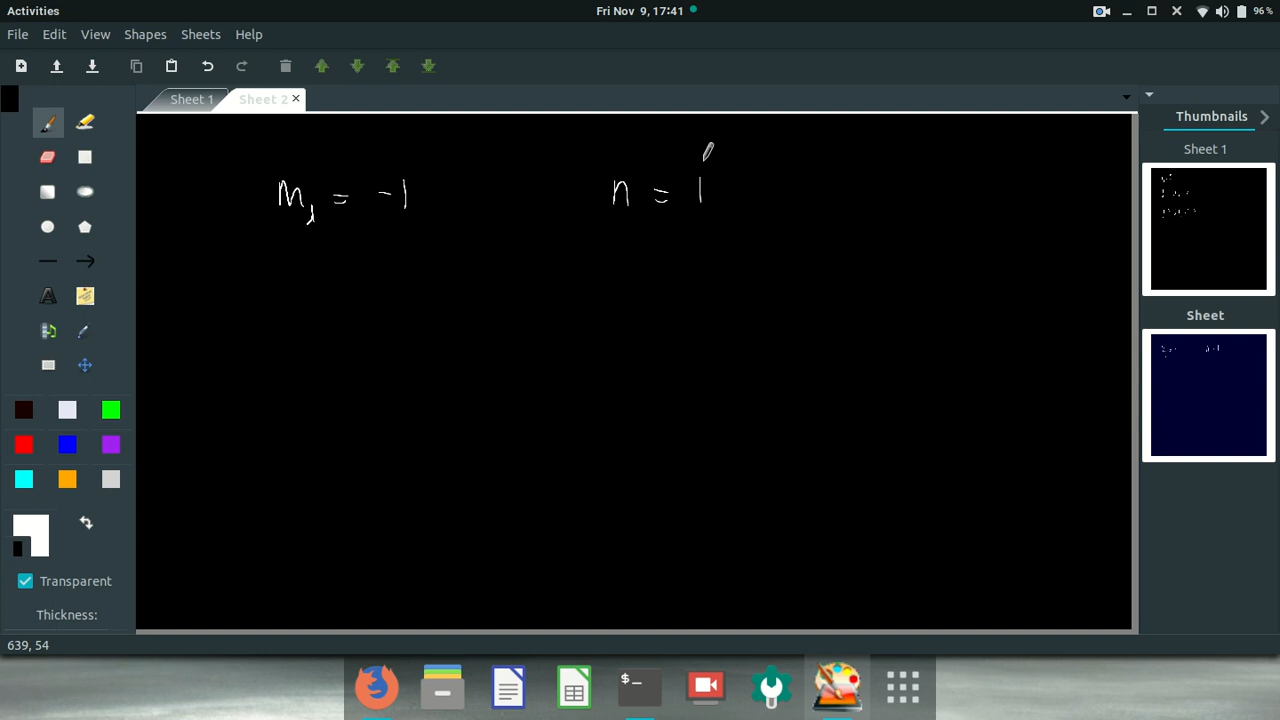 Activities
Fri Nov 9, 17:41
96%
File Edit View Shapes Sheets Help
Sheet 1 Sheet 2
Thumbnails
Sheet 1
Sheet
m₁ = -1 n = 1
Transparent
Thickness:
639, 54
$_